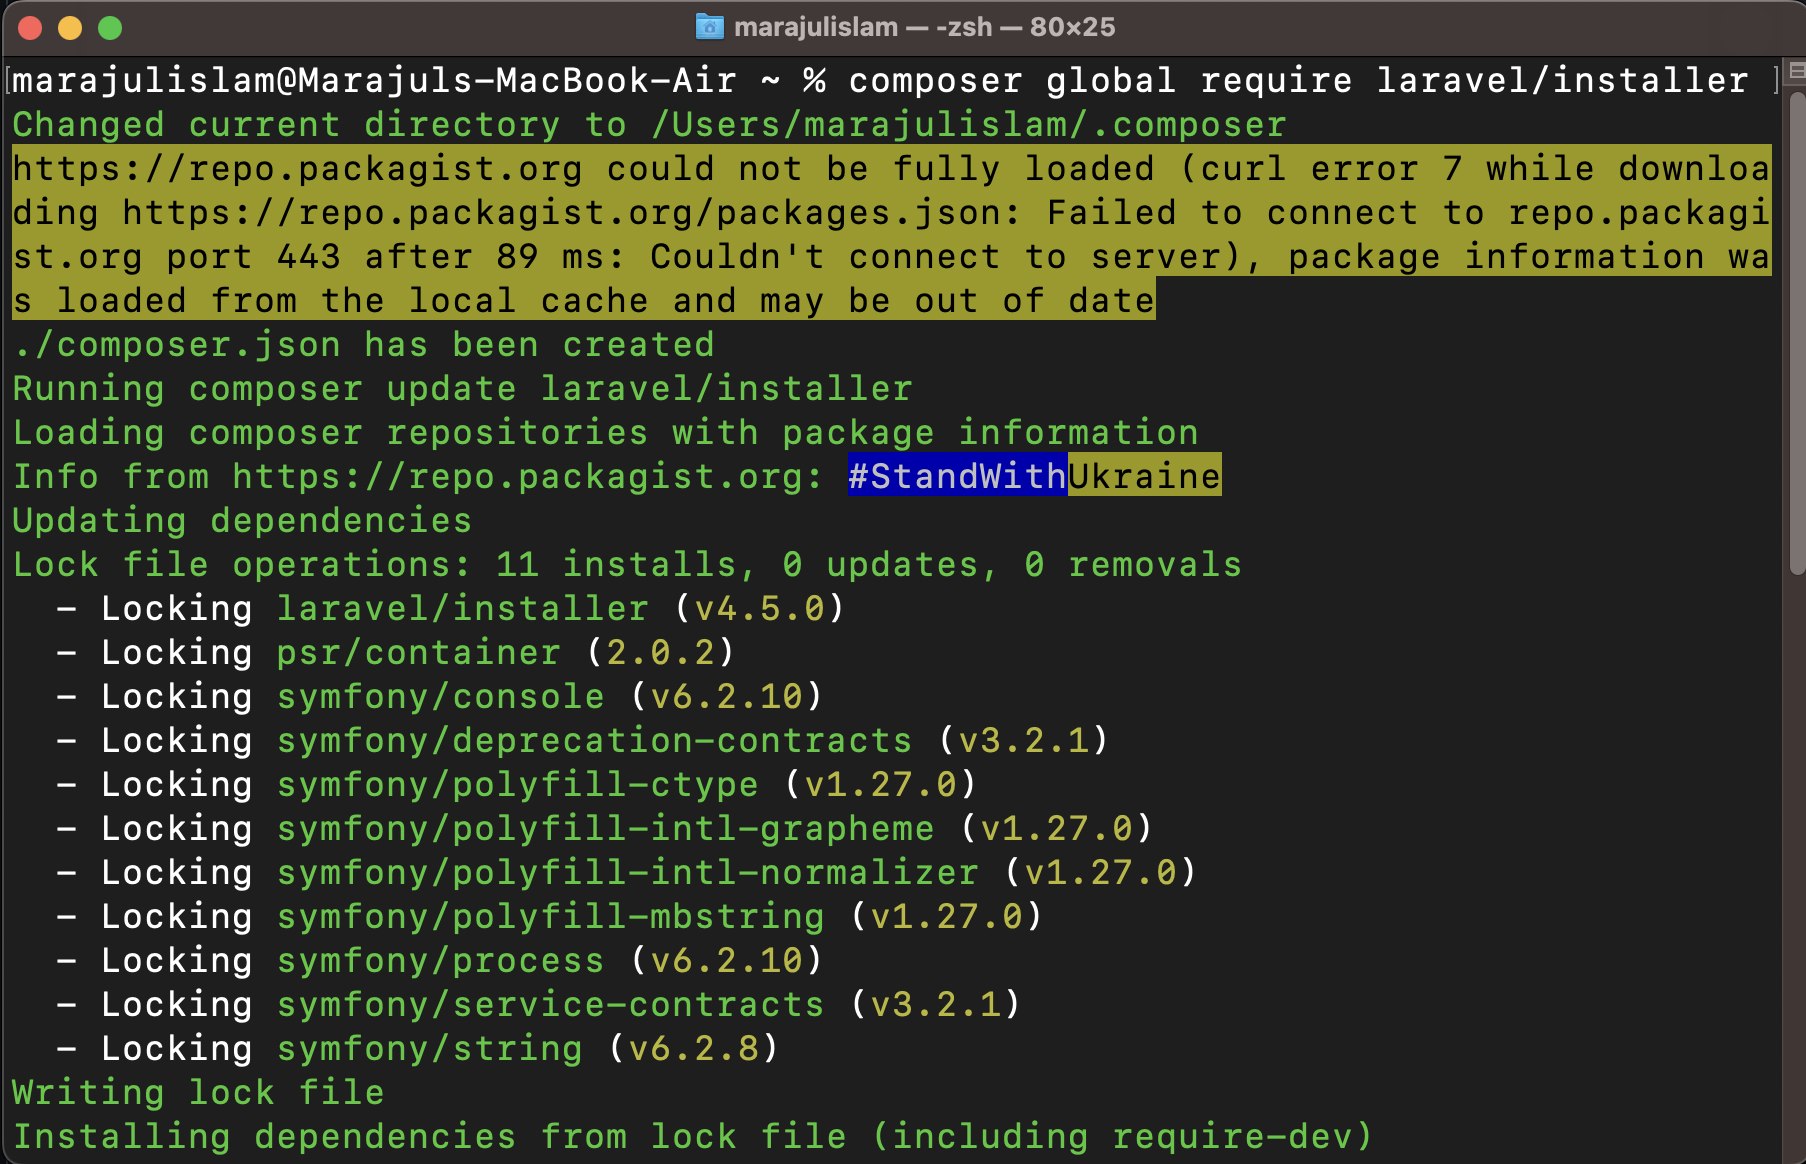 marajulislam — -zsh — 80×25
[marajulislam@Marajuls-MacBook-Air ~ % composer global require laravel/installer ]
Changed current directory to /Users/marajulislam/.composer
https://repo.packagist.org could not be fully loaded (curl error 7 while downloa
ding https://repo.packagist.org/packages.json: Failed to connect to repo.packagi
st.org port 443 after 89 ms: Couldn't connect to server), package information wa
s loaded from the local cache and may be out of date
./composer.json has been created
Running composer update laravel/installer
Loading composer repositories with package information
Info from https://repo.packagist.org: #StandWithUkraine
Updating dependencies
Lock file operations: 11 installs, 0 updates, 0 removals
  - Locking laravel/installer (v4.5.0)
  - Locking psr/container (2.0.2)
  - Locking symfony/console (v6.2.10)
  - Locking symfony/deprecation-contracts (v3.2.1)
  - Locking symfony/polyfill-ctype (v1.27.0)
  - Locking symfony/polyfill-intl-grapheme (v1.27.0)
  - Locking symfony/polyfill-intl-normalizer (v1.27.0)
  - Locking symfony/polyfill-mbstring (v1.27.0)
  - Locking symfony/process (v6.2.10)
  - Locking symfony/service-contracts (v3.2.1)
  - Locking symfony/string (v6.2.8)
Writing lock file
Installing dependencies from lock file (including require-dev)